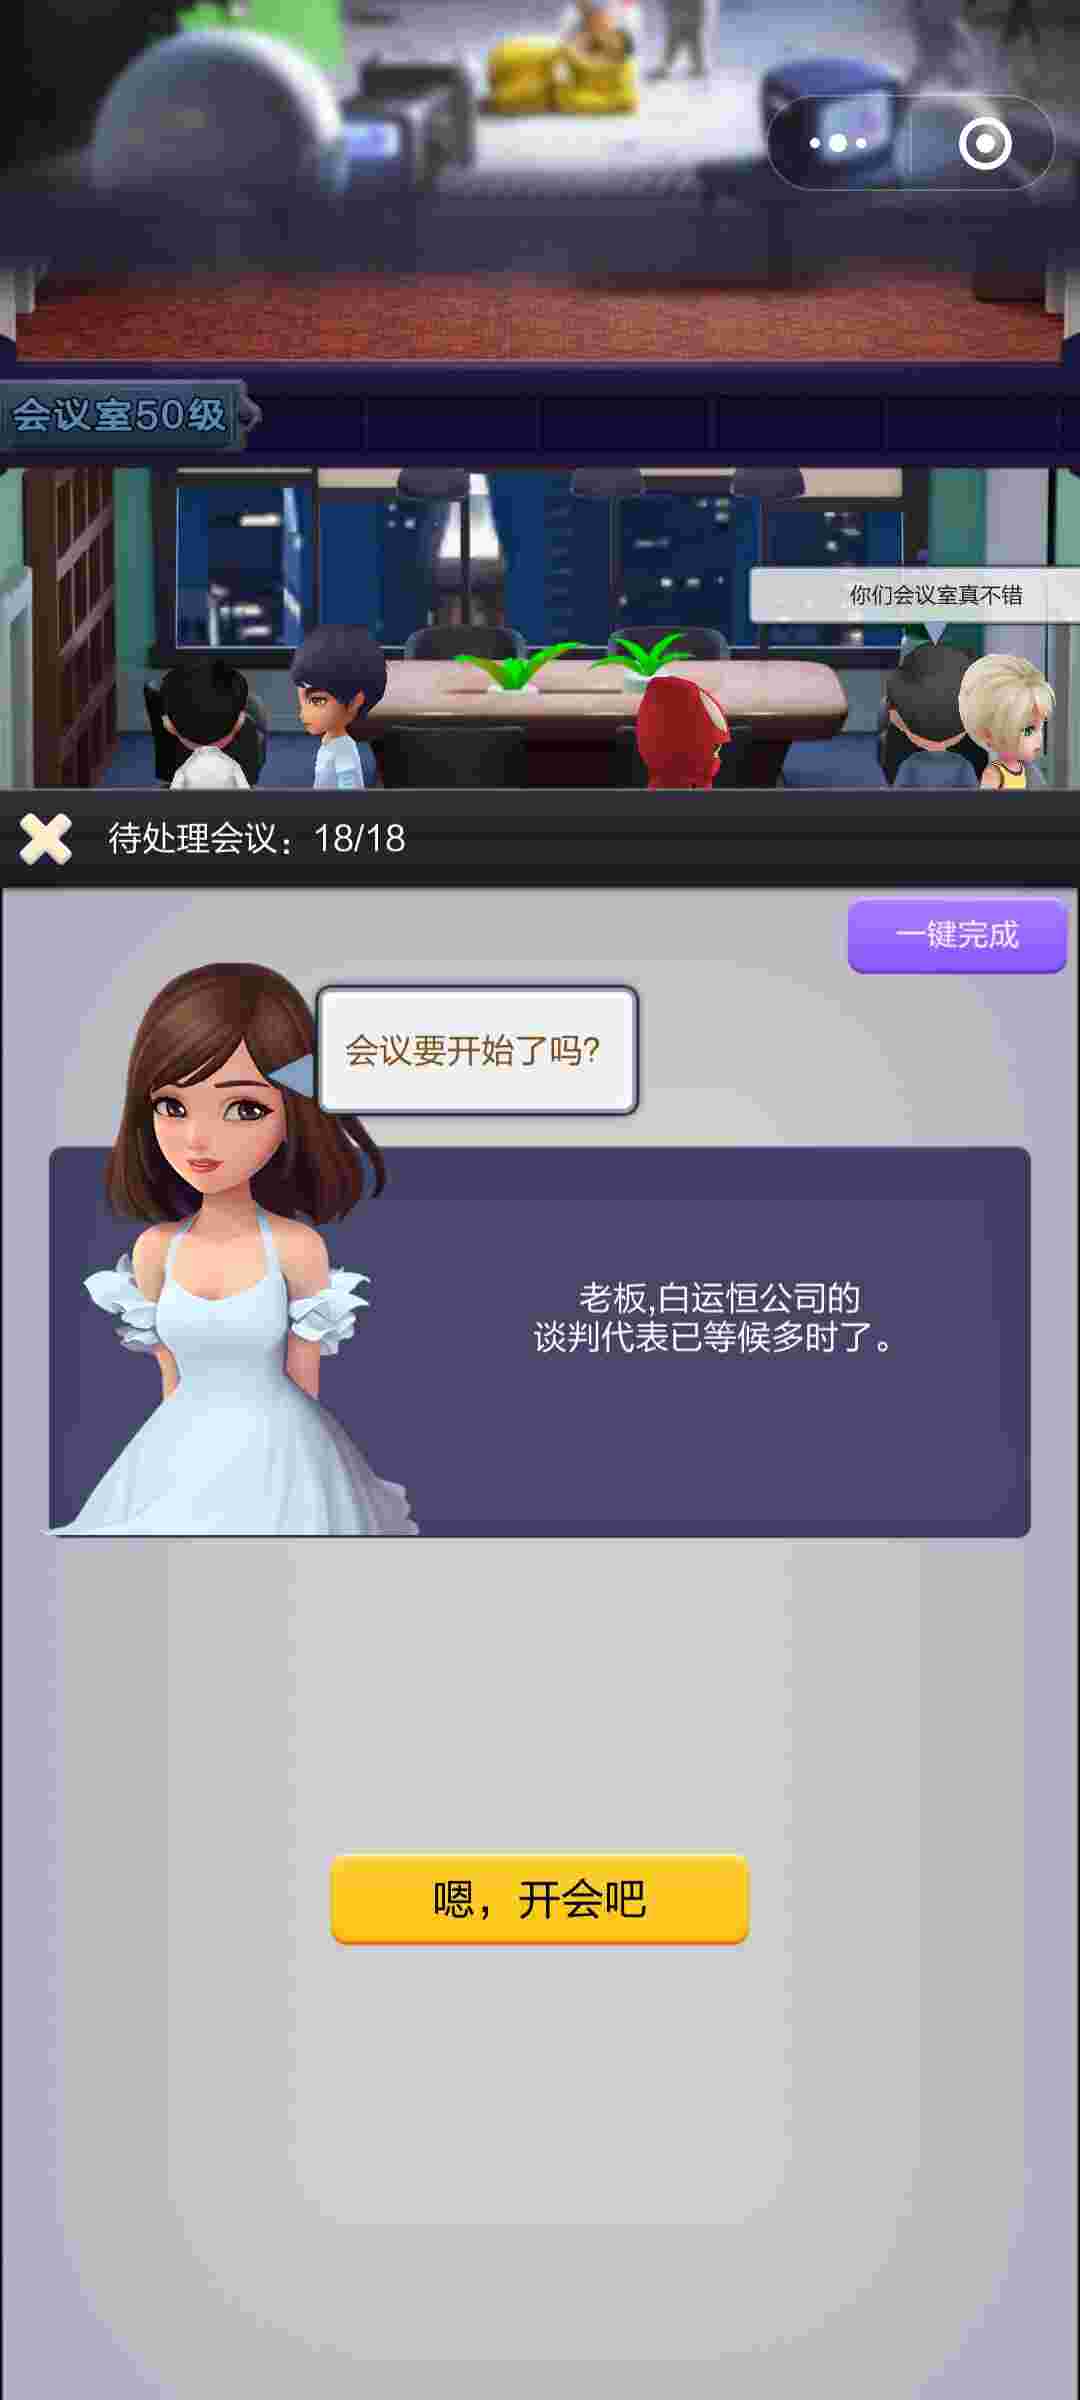 会议室50级
你们会议室真不错
待处理会议：18/18
一键完成
会议要开始了吗?
老板,白运恒公司的
谈判代表已等候多时了。
嗯，开会吧